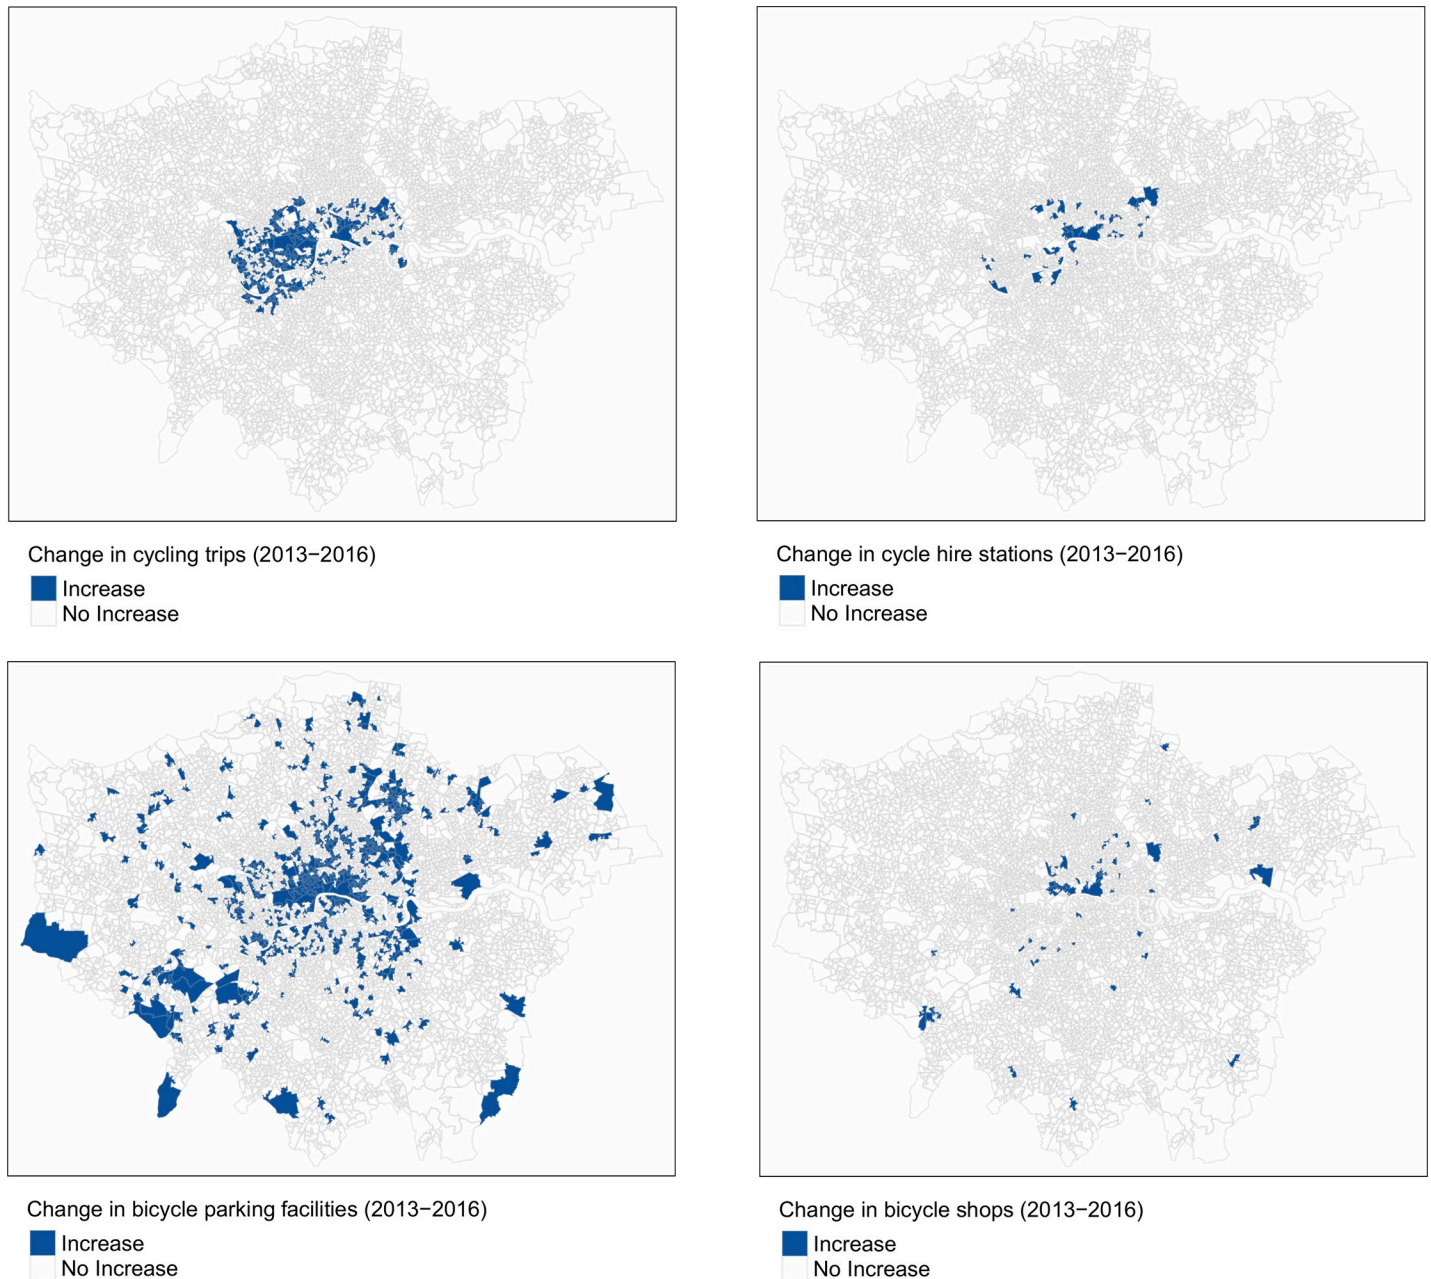 Change in cycling trips (2013−2016)
Increase
No Increase
Change in cycle hire stations (2013−2016)
Increase
No Increase
Change in bicycle parking facilities (2013−2016)
Increase
No Increase
Change in bicycle shops (2013−2016)
Increase
No Increase